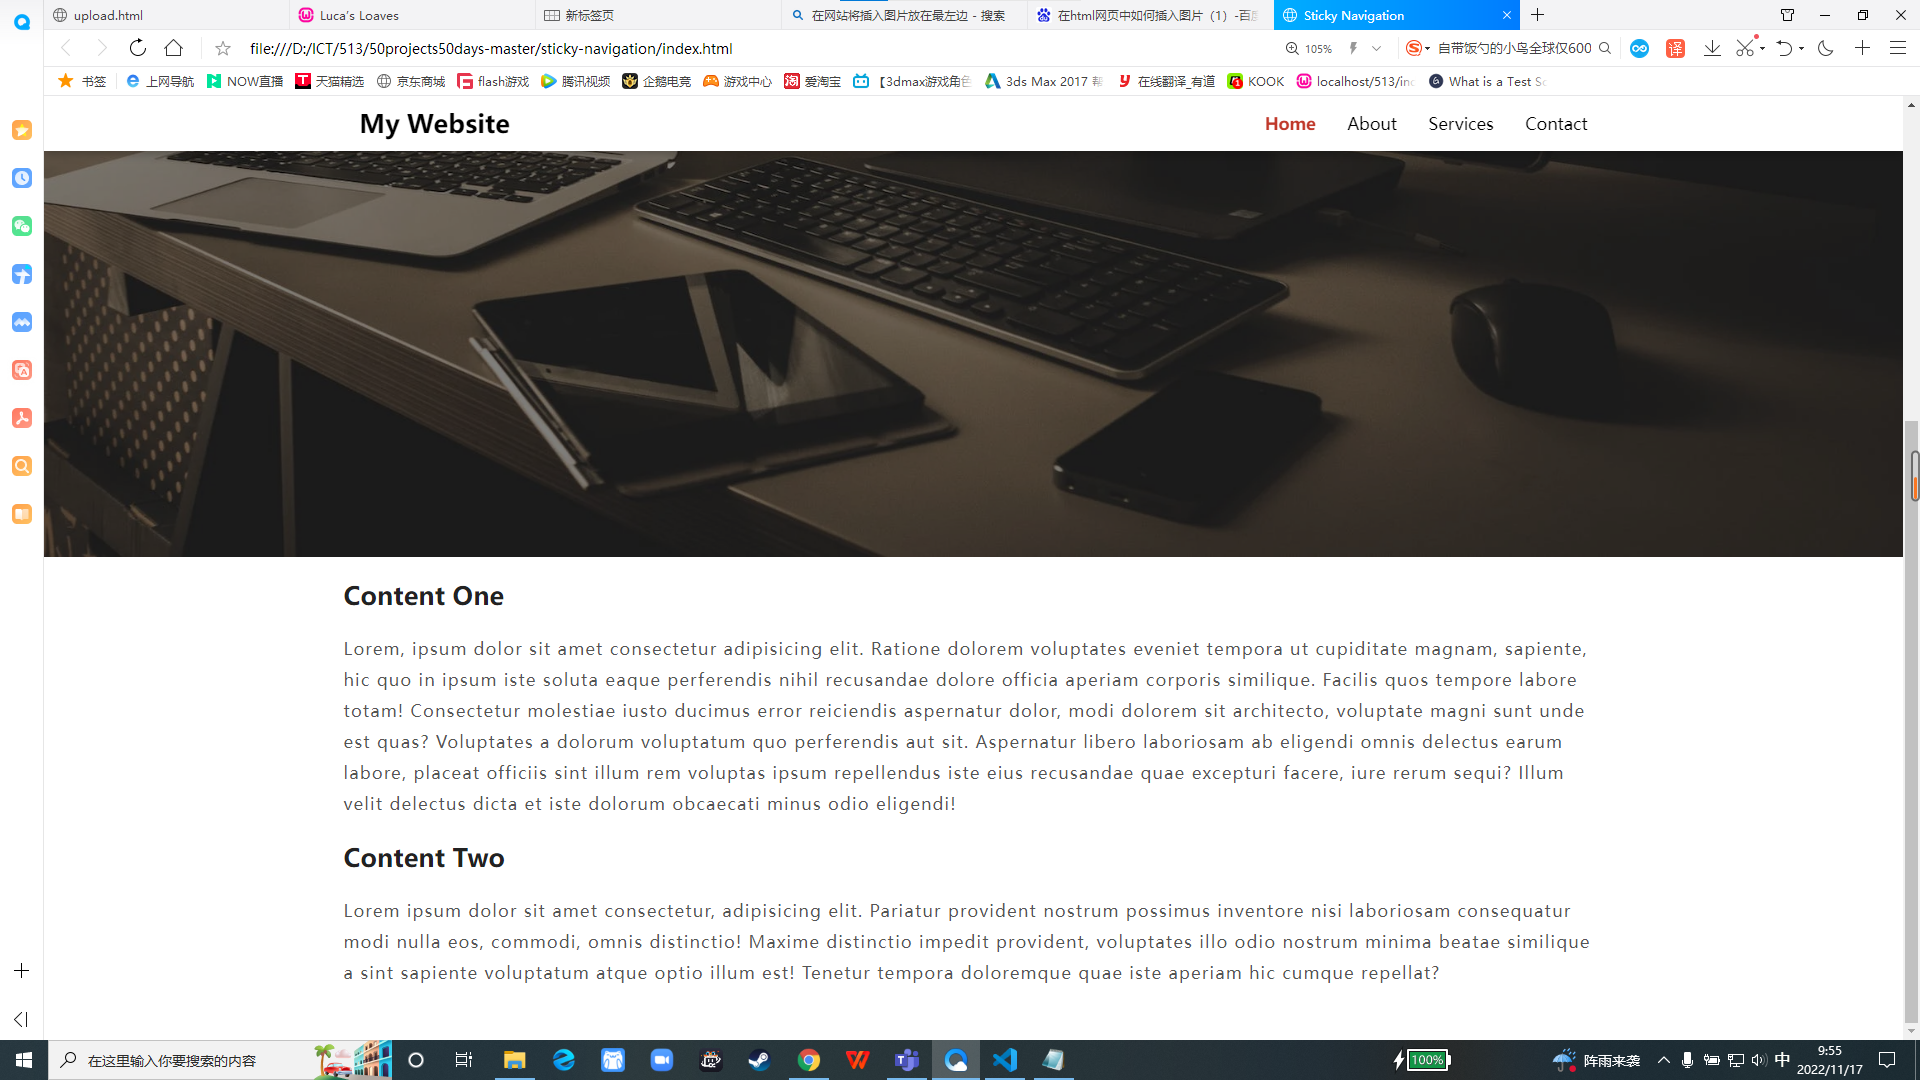 upload.html
Luca's Loaves
新标签页
在网站将插入图片放在最左边 - 搜索
在html网页中如何插入图片（1）-百度
Sticky Navigation
file:///D:/ICT/513/50projects50days-master/sticky-navigation/index.html
105%
自带饭勺的小鸟全球仅600
译
书签
上网导航
NOW直播
天猫精选
京东商城
flash游戏
腾讯视频
企鹅电竞
游戏中心
爱淘宝
【3dmax游戏角色
3ds Max 2017 帮
在线翻译_有道
KOOK
localhost/513/in
What is a Test Sc
My Website
Home
About
Services
Contact
Content One
Lorem, ipsum dolor sit amet consectetur adipisicing elit. Ratione dolorem voluptates eveniet tempora ut cupiditate magnam, sapiente,
hic quo in ipsum iste soluta eaque perferendis nihil recusandae dolore officia aperiam corporis similique. Facilis quos tempore labore
totam! Consectetur molestiae iusto ducimus error reiciendis aspernatur dolor, modi dolorem sit architecto, voluptate magni sunt unde
est quas? Voluptates a dolorum voluptatum quo perferendis aut sit. Aspernatur libero laboriosam ab eligendi omnis delectus earum
labore, placeat officiis sint illum rem voluptas ipsum repellendus iste eius recusandae quae excepturi facere, iure rerum sequi? Illum
velit delectus dicta et iste dolorum obcaecati minus odio eligendi!
Content Two
Lorem ipsum dolor sit amet consectetur, adipisicing elit. Pariatur provident nostrum possimus inventore nisi laboriosam consequatur
modi nulla eos, commodi, omnis distinctio! Maxime distinctio impedit provident, voluptates illo odio nostrum minima beatae similique
a sint sapiente voluptatum atque optio illum est! Tenetur tempora doloremque quae iste aperiam hic cumque repellat?
在这里输入你要搜索的内容
100%
阵雨来袭
中
9:55
2022/11/17